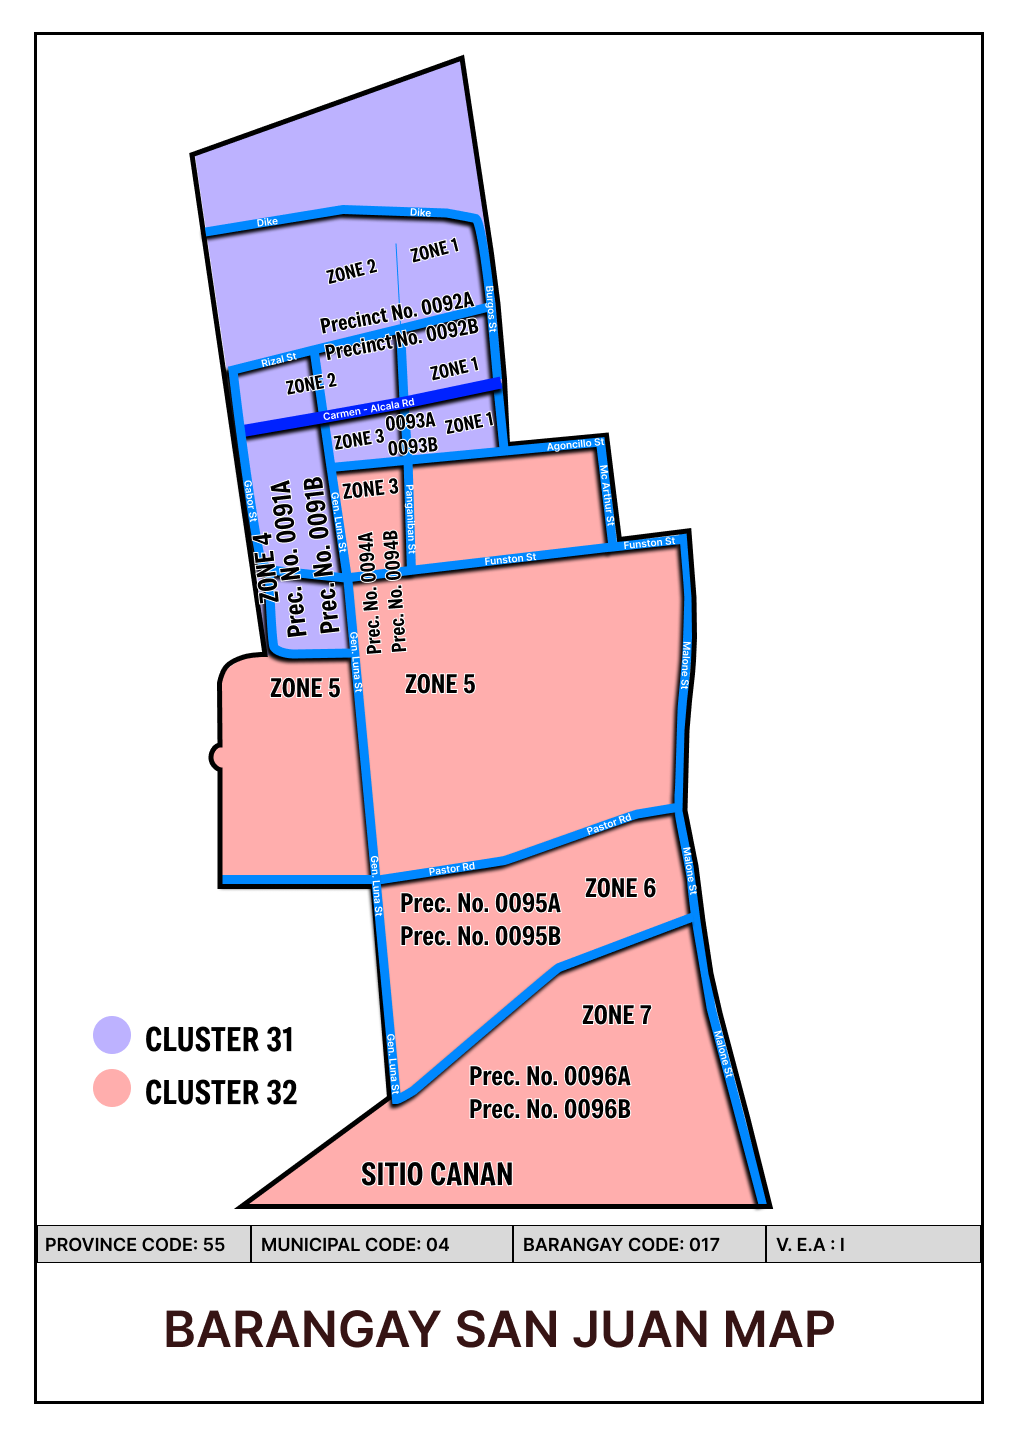 Dike
Dike
ZONE 1
ZONE 2
Burgos St
Precinct No. 0092A
Precinct No. 0092B
Rizal St
ZONE 2
ZONE 1
Carmen - Alcala Rd
0093A
0093B
ZONE 3
ZONE 1
Agoncillo St
Mc Arthur St
Gabor St
ZONE 4
Prec. No. 0091A
Prec. No. 0091B
Gen. Luna St
ZONE 3
Panganiban St
Prec. No. 0094A
Prec. No. 0094B
Funston St
Funston St
Gen. Luna St
Malone St
ZONE 5
ZONE 5
Pastor Rd
Pastor Rd
Gen. Luna St
Malone St
Prec. No. 0095A
Prec. No. 0095B
ZONE 6
ZONE 7
Gen. Luna St
Malone St
Prec. No. 0096A
Prec. No. 0096B
SITIO CANAN
CLUSTER 31
CLUSTER 32
PROVINCE CODE: 55
MUNICIPAL CODE: 04
BARANGAY CODE: 017
V. E.A : I
BARANGAY SAN JUAN MAP